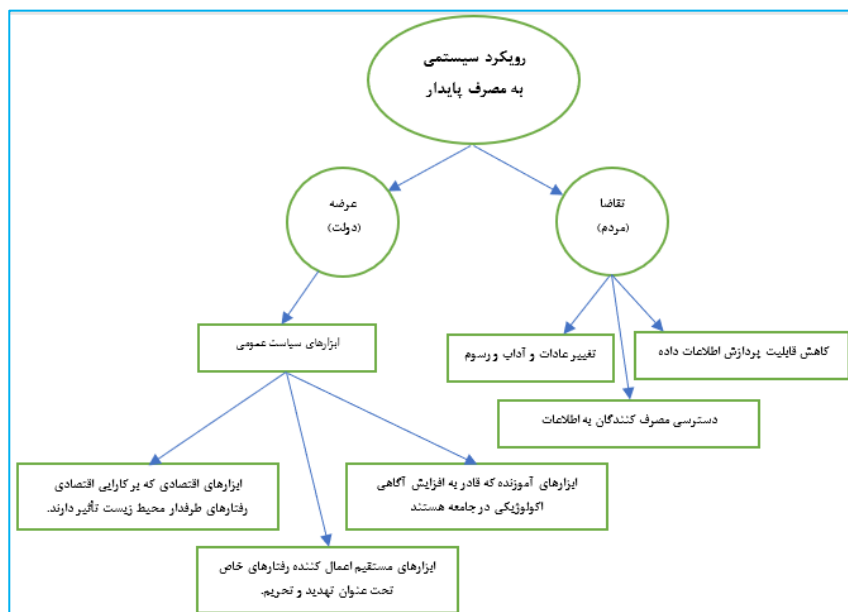 رویکرد سیستمی
به مصرف پایدار
تقاضا
(مردم)
عرضه
(دولت)
کاهش قابلیت پردازش اطلاعات داده
تغییر عادات و آداب و رسوم
دسترسی مصرف کنندگان به اطلاعات
ابزارهای سیاست عمومی
ابزارهای آموزنده که قادر به افزایش آگاهی
اکولوژیکی در جامعه هستند
ابزارهای اقتصادی که بر کارایی اقتصادی
رفتارهای طرفدار محیط زیست تأثیر دارند.
ابزارهای مستقیم اعمال کننده رفتارهای خاص
تحت عنوان تهدید و تحریم.